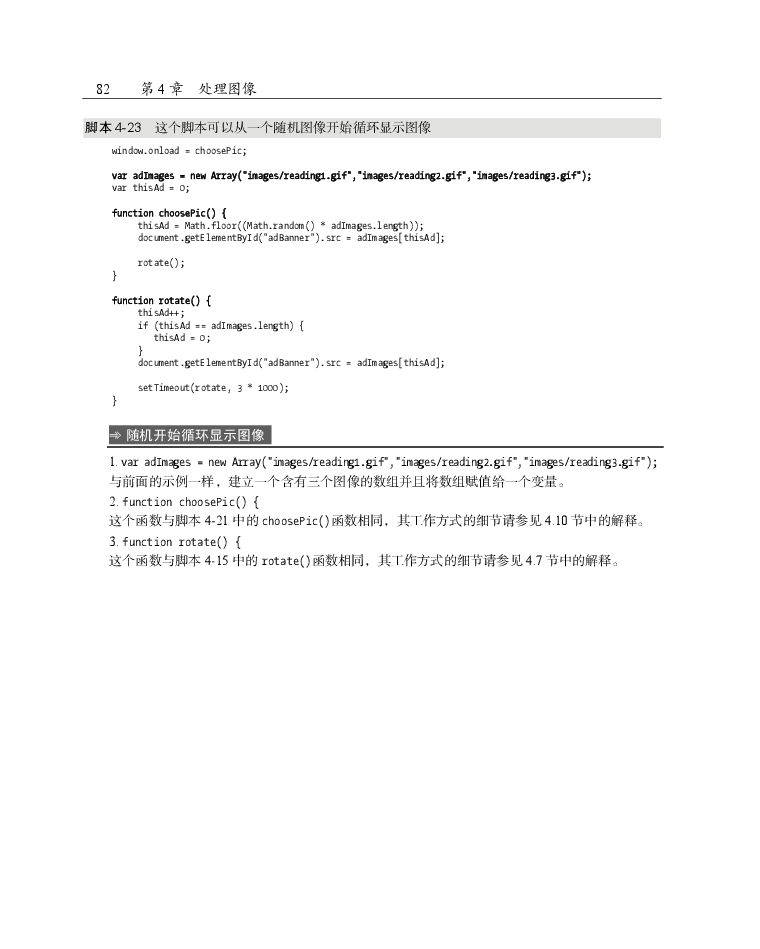 82 第 4 章 处理图像
脚本 4-23 这个脚本可以从一个随机图像开始循环显示图像
window.onload = choosePic;
var adImages = new Array("images/reading1.gif","images/reading2.gif","images/reading3.gif");
var thisAd = 0;
function choosePic() {
thisAd = Math.floor((Math.random() * adImages.length));
document.getElementById("adBanner").src = adImages[thisAd];
rotate();
}
function rotate() {
thisAd++;
if (thisAd == adImages.length) {
thisAd = 0;
}
document.getElementById("adBanner").src = adImages[thisAd];
setTimeout(rotate, 3 * 1000);
}
随机开始循环显示图像
1. var adImages = new Array("images/reading1.gif","images/reading2.gif","images/reading3.gif");
与前面的示例一样，建立一个含有三个图像的数组并且将数组赋值给一个变量。
2. function choosePic() {
这个函数与脚本 4-21 中的 choosePic()函数相同，其工作方式的细节请参见 4.10 节中的解释。
3. function rotate() {
这个函数与脚本 4-15 中的 rotate()函数相同，其工作方式的细节请参见 4.7 节中的解释。